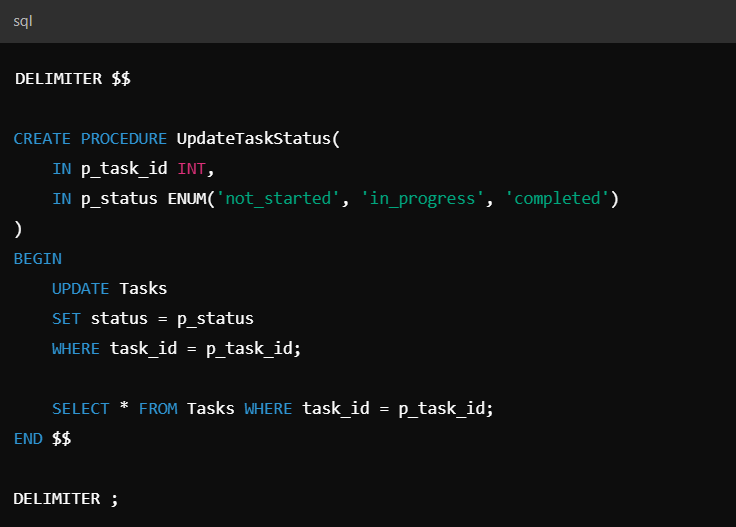 sql
DELIMITER $$
CREATE PROCEDURE UpdateTaskStatus(
    IN p_task_id INT,
    IN p_status ENUM('not_started', 'in_progress', 'completed')
)
BEGIN
    UPDATE Tasks
    SET status = p_status
    WHERE task_id = p_task_id;
    SELECT * FROM Tasks WHERE task_id = p_task_id;
END $$
DELIMITER ;